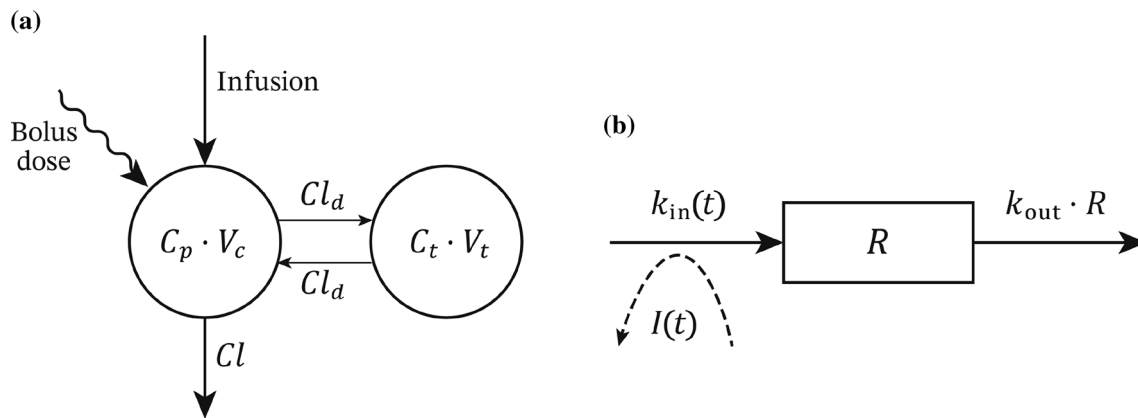 (a)
Infusion
Bolus
dose
Cl_d
C_p · V_c
C_t · V_t
Cl_d
Cl
(b)
k_in(t)
k_out · R
R
I(t)